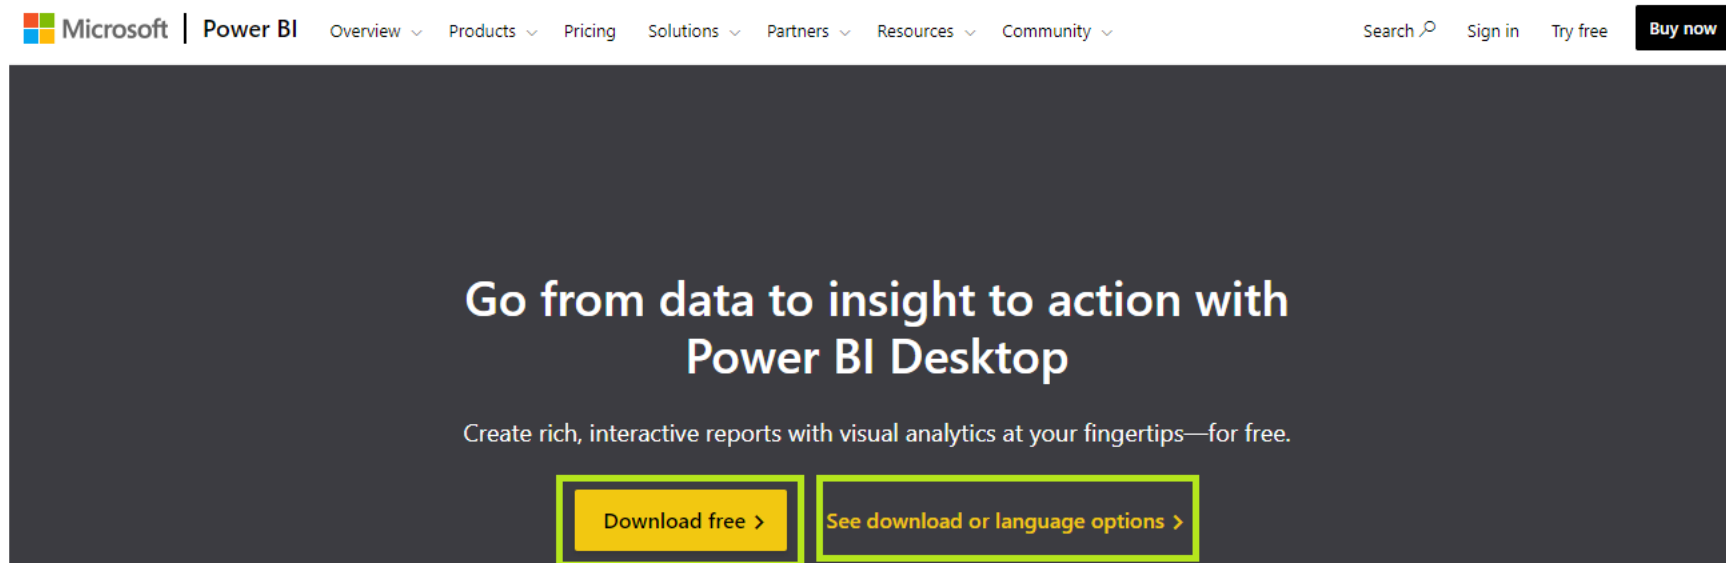 Microsoft | Power BI Overview Products Pricing Solutions Partners Resources Community Search Sign in Try free Buy now
Go from data to insight to action with
Power BI Desktop
Create rich, interactive reports with visual analytics at your fingertips—for free.
Download free > See download or language options >